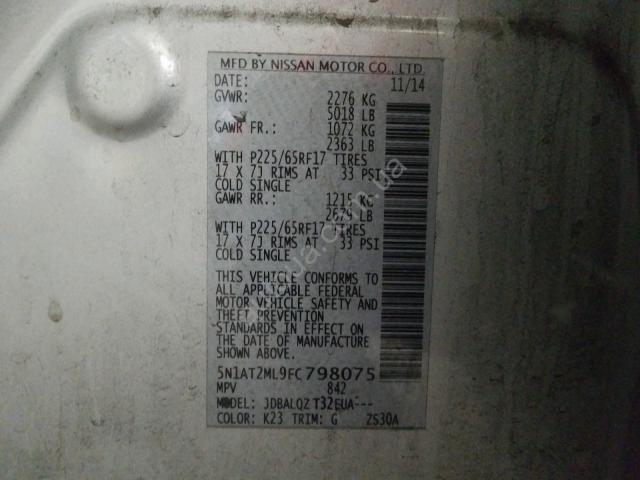 MFD BY NISSAN MOTOR CO., LTD.
DATE: 11/14
GVWR: 2276 KG
5018 LB
GAWR FR.: 1072 KG
2363 LB
WITH P225/65RF17 TIRES
17 X 7J RIMS AT 33 PSI
COLD SINGLE
GAWR RR.: 1215 KG
2679 LB
WITH P225/65RF17 TIRES
17 X 7J RIMS AT 33 PSI
COLD SINGLE
THIS VEHICLE CONFORMS TO
ALL APPLICABLE FEDERAL
MOTOR VEHICLE SAFETY AND
THEFT PREVENTION
STANDARDS IN EFFECT ON
THE DATE OF MANUFACTURE
SHOWN ABOVE.
5N1AT2ML9FC798075
MPV 842
MODEL: JDBALQZ T32EUA---
COLOR: K23 TRIM: G ZS30A